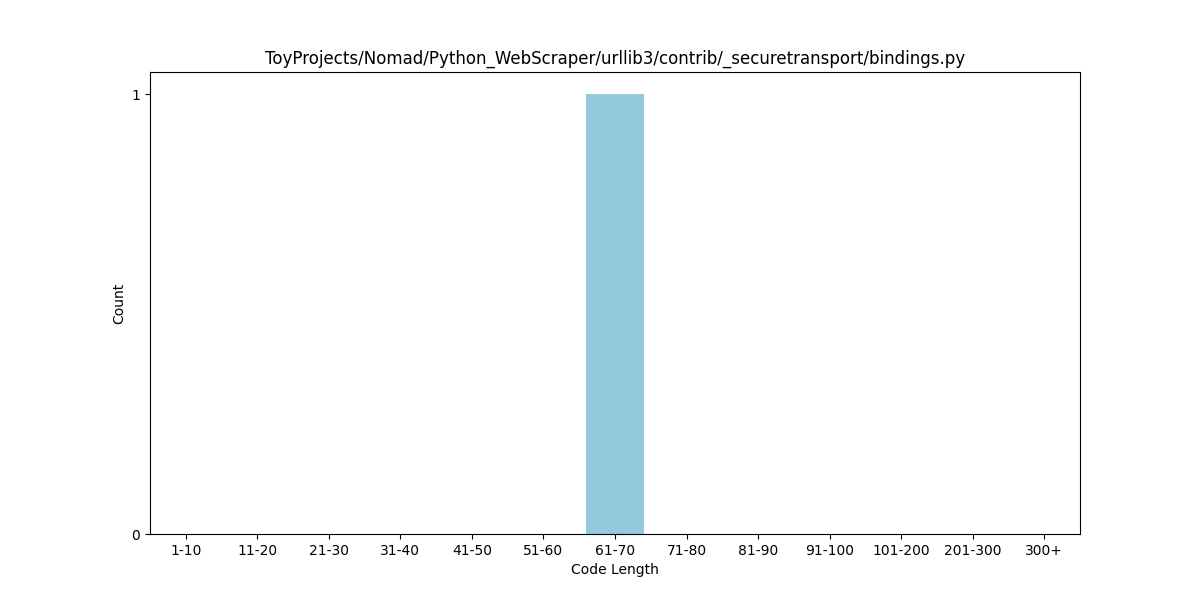 ToyProjects/Nomad/Python_WebScraper/urllib3/contrib/_securetransport/bindings.py
1
Count
0
1-10 11-20 21-30 31-40 41-50 51-60 61-70 71-80 81-90 91-100 101-200 201-300 300+
Code Length